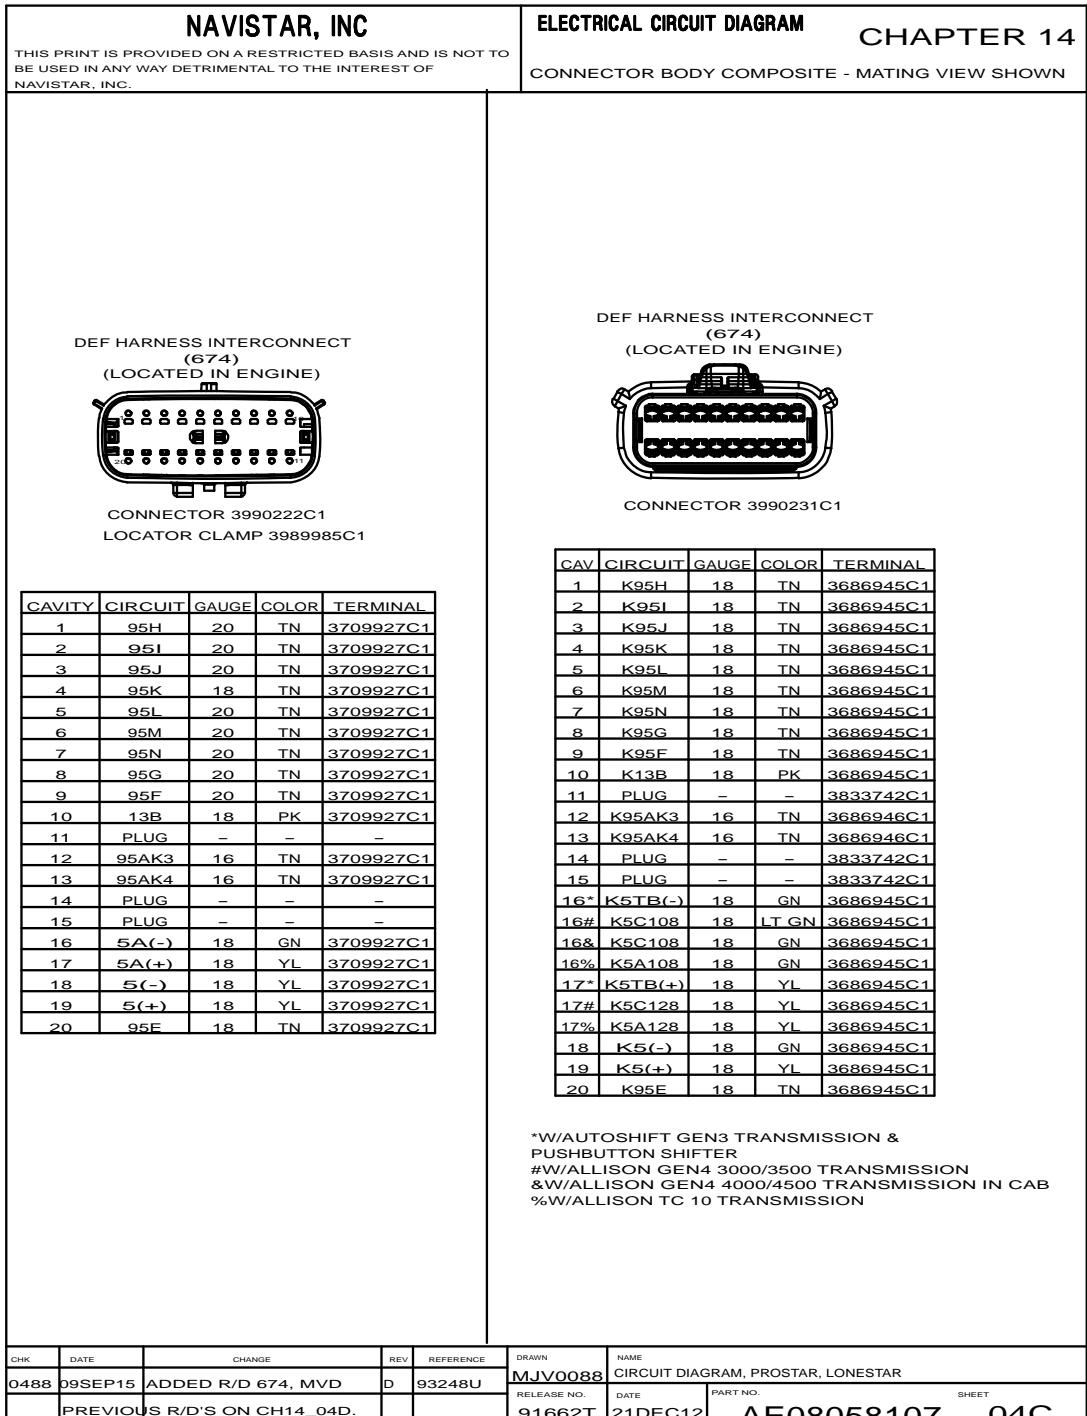 NAVISTAR, INC
THIS PRINT IS PROVIDED ON A RESTRICTED BASIS AND IS NOT TO
BE USED IN ANY WAY DETRIMENTAL TO THE INTEREST OF
NAVISTAR, INC.
ELECTRICAL CIRCUIT DIAGRAM
CHAPTER 14
CONNECTOR BODY COMPOSITE - MATING VIEW SHOWN
DEF HARNESS INTERCONNECT
(674)
(LOCATED IN ENGINE)
1 10
20 11
CONNECTOR 3990222C1
LOCATOR CLAMP 3989985C1
CAVITY CIRCUIT GAUGE COLOR TERMINAL
1 95H 20 TN 3709927C1
2 95I 20 TN 3709927C1
3 95J 20 TN 3709927C1
4 95K 18 TN 3709927C1
5 95L 20 TN 3709927C1
6 95M 20 TN 3709927C1
7 95N 20 TN 3709927C1
8 95G 20 TN 3709927C1
9 95F 20 TN 3709927C1
10 13B 18 PK 3709927C1
11 PLUG – – –
12 95AK3 16 TN 3709927C1
13 95AK4 16 TN 3709927C1
14 PLUG – – –
15 PLUG – – –
16 5A(-) 18 GN 3709927C1
17 5A(+) 18 YL 3709927C1
18 5(-) 18 YL 3709927C1
19 5(+) 18 YL 3709927C1
20 95E 18 TN 3709927C1
DEF HARNESS INTERCONNECT
(674)
(LOCATED IN ENGINE)
CONNECTOR 3990231C1
CAV CIRCUIT GAUGE COLOR TERMINAL
1 K95H 18 TN 3686945C1
2 K95I 18 TN 3686945C1
3 K95J 18 TN 3686945C1
4 K95K 18 TN 3686945C1
5 K95L 18 TN 3686945C1
6 K95M 18 TN 3686945C1
7 K95N 18 TN 3686945C1
8 K95G 18 TN 3686945C1
9 K95F 18 TN 3686945C1
10 K13B 18 PK 3686945C1
11 PLUG – – 3833742C1
12 K95AK3 16 TN 3686946C1
13 K95AK4 16 TN 3686946C1
14 PLUG – – 3833742C1
15 PLUG – – 3833742C1
16* K5TB(-) 18 GN 3686945C1
16# K5C108 18 LT GN 3686945C1
16& K5C108 18 GN 3686945C1
16% K5A108 18 GN 3686945C1
17* K5TB(+) 18 YL 3686945C1
17# K5C128 18 YL 3686945C1
17% K5A128 18 YL 3686945C1
18 K5(-) 18 GN 3686945C1
19 K5(+) 18 YL 3686945C1
20 K95E 18 TN 3686945C1
*W/AUTOSHIFT GEN3 TRANSMISSION &
PUSHBUTTON SHIFTER
#W/ALLISON GEN4 3000/3500 TRANSMISSION
&W/ALLISON GEN4 4000/4500 TRANSMISSION IN CAB
%W/ALLISON TC 10 TRANSMISSION
CHK DATE CHANGE REV REFERENCE
0488 09SEP15 ADDED R/D 674, MVD D 93248U
PREVIOUS R/D'S ON CH14_04D.
DRAWN NAME
MJV0088 CIRCUIT DIAGRAM, PROSTAR, LONESTAR
RELEASE NO. DATE PART NO. SHEET
91662T 21DEC12 AE08058107 04C